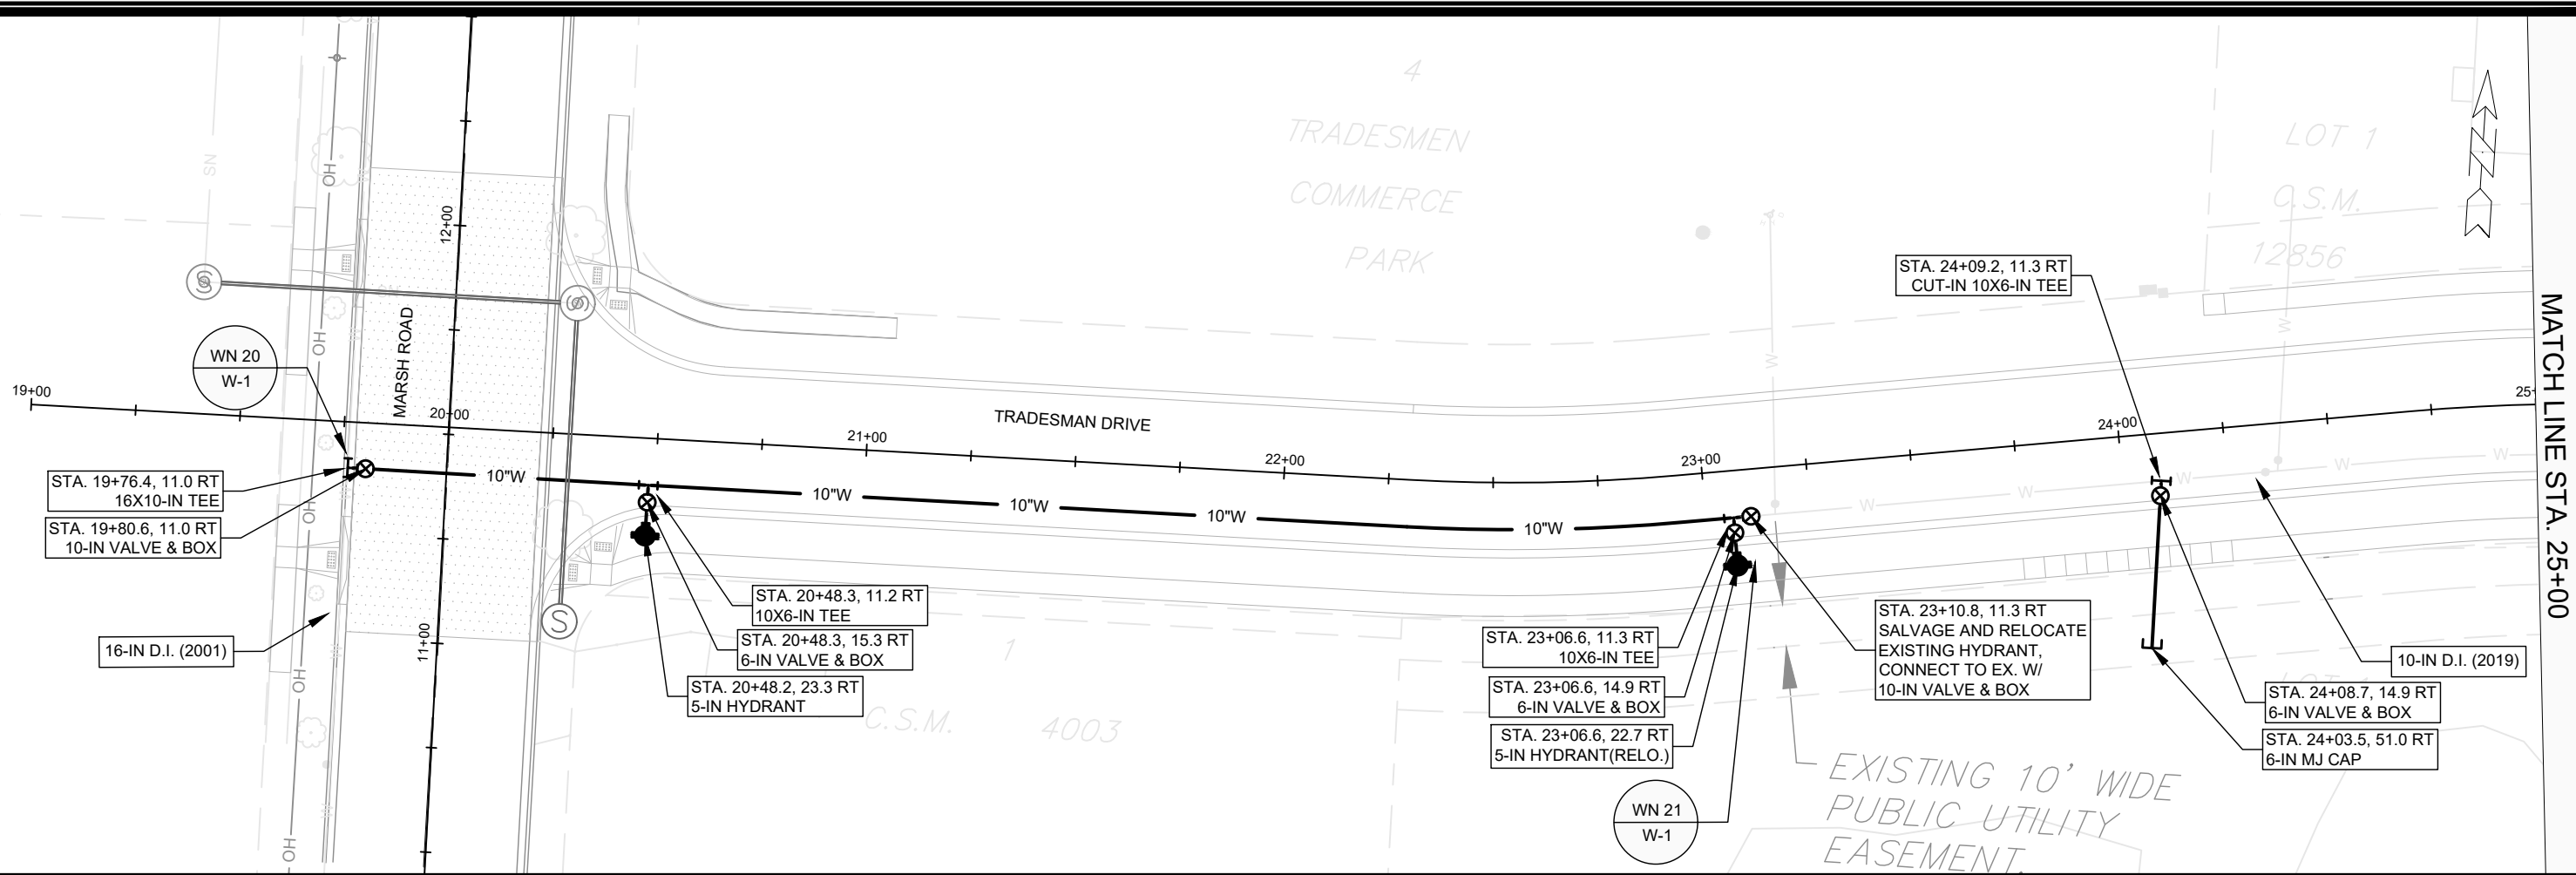 4
TRADESMEN
COMMERCE
PARK
LOT 1
C.S.M.
12856
SN
OH
12+00
STA. 24+09.2, 11.3 RT
CUT-IN 10X6-IN TEE
MARSH ROAD
OH
WN 20
W-1
19+00
20+00
TRADESMAN DRIVE
21+00
22+00
23+00
24+00
25+
MATCH LINE STA. 25+00
W
W
STA. 19+76.4, 11.0 RT
16X10-IN TEE
STA. 19+80.6, 11.0 RT
10-IN VALVE & BOX
10"W
10"W
10"W
10"W
10"W
W
W
W
W
OH
16-IN D.I. (2001)
11+00
S
STA. 20+48.3, 11.2 RT
10X6-IN TEE
STA. 20+48.3, 15.3 RT
6-IN VALVE & BOX
STA. 20+48.2, 23.3 RT
5-IN HYDRANT
1
C.S.M.
4003
STA. 23+06.6, 11.3 RT
10X6-IN TEE
STA. 23+06.6, 14.9 RT
6-IN VALVE & BOX
STA. 23+06.6, 22.7 RT
5-IN HYDRANT(RELO.)
WN 21
W-1
STA. 23+10.8, 11.3 RT
SALVAGE AND RELOCATE
EXISTING HYDRANT,
CONNECT TO EX. W/
10-IN VALVE & BOX
10-IN D.I. (2019)
STA. 24+08.7, 14.9 RT
6-IN VALVE & BOX
STA. 24+03.5, 51.0 RT
6-IN MJ CAP
OH
OH
EXISTING 10' WIDE
PUBLIC UTILITY
EASEMENT.